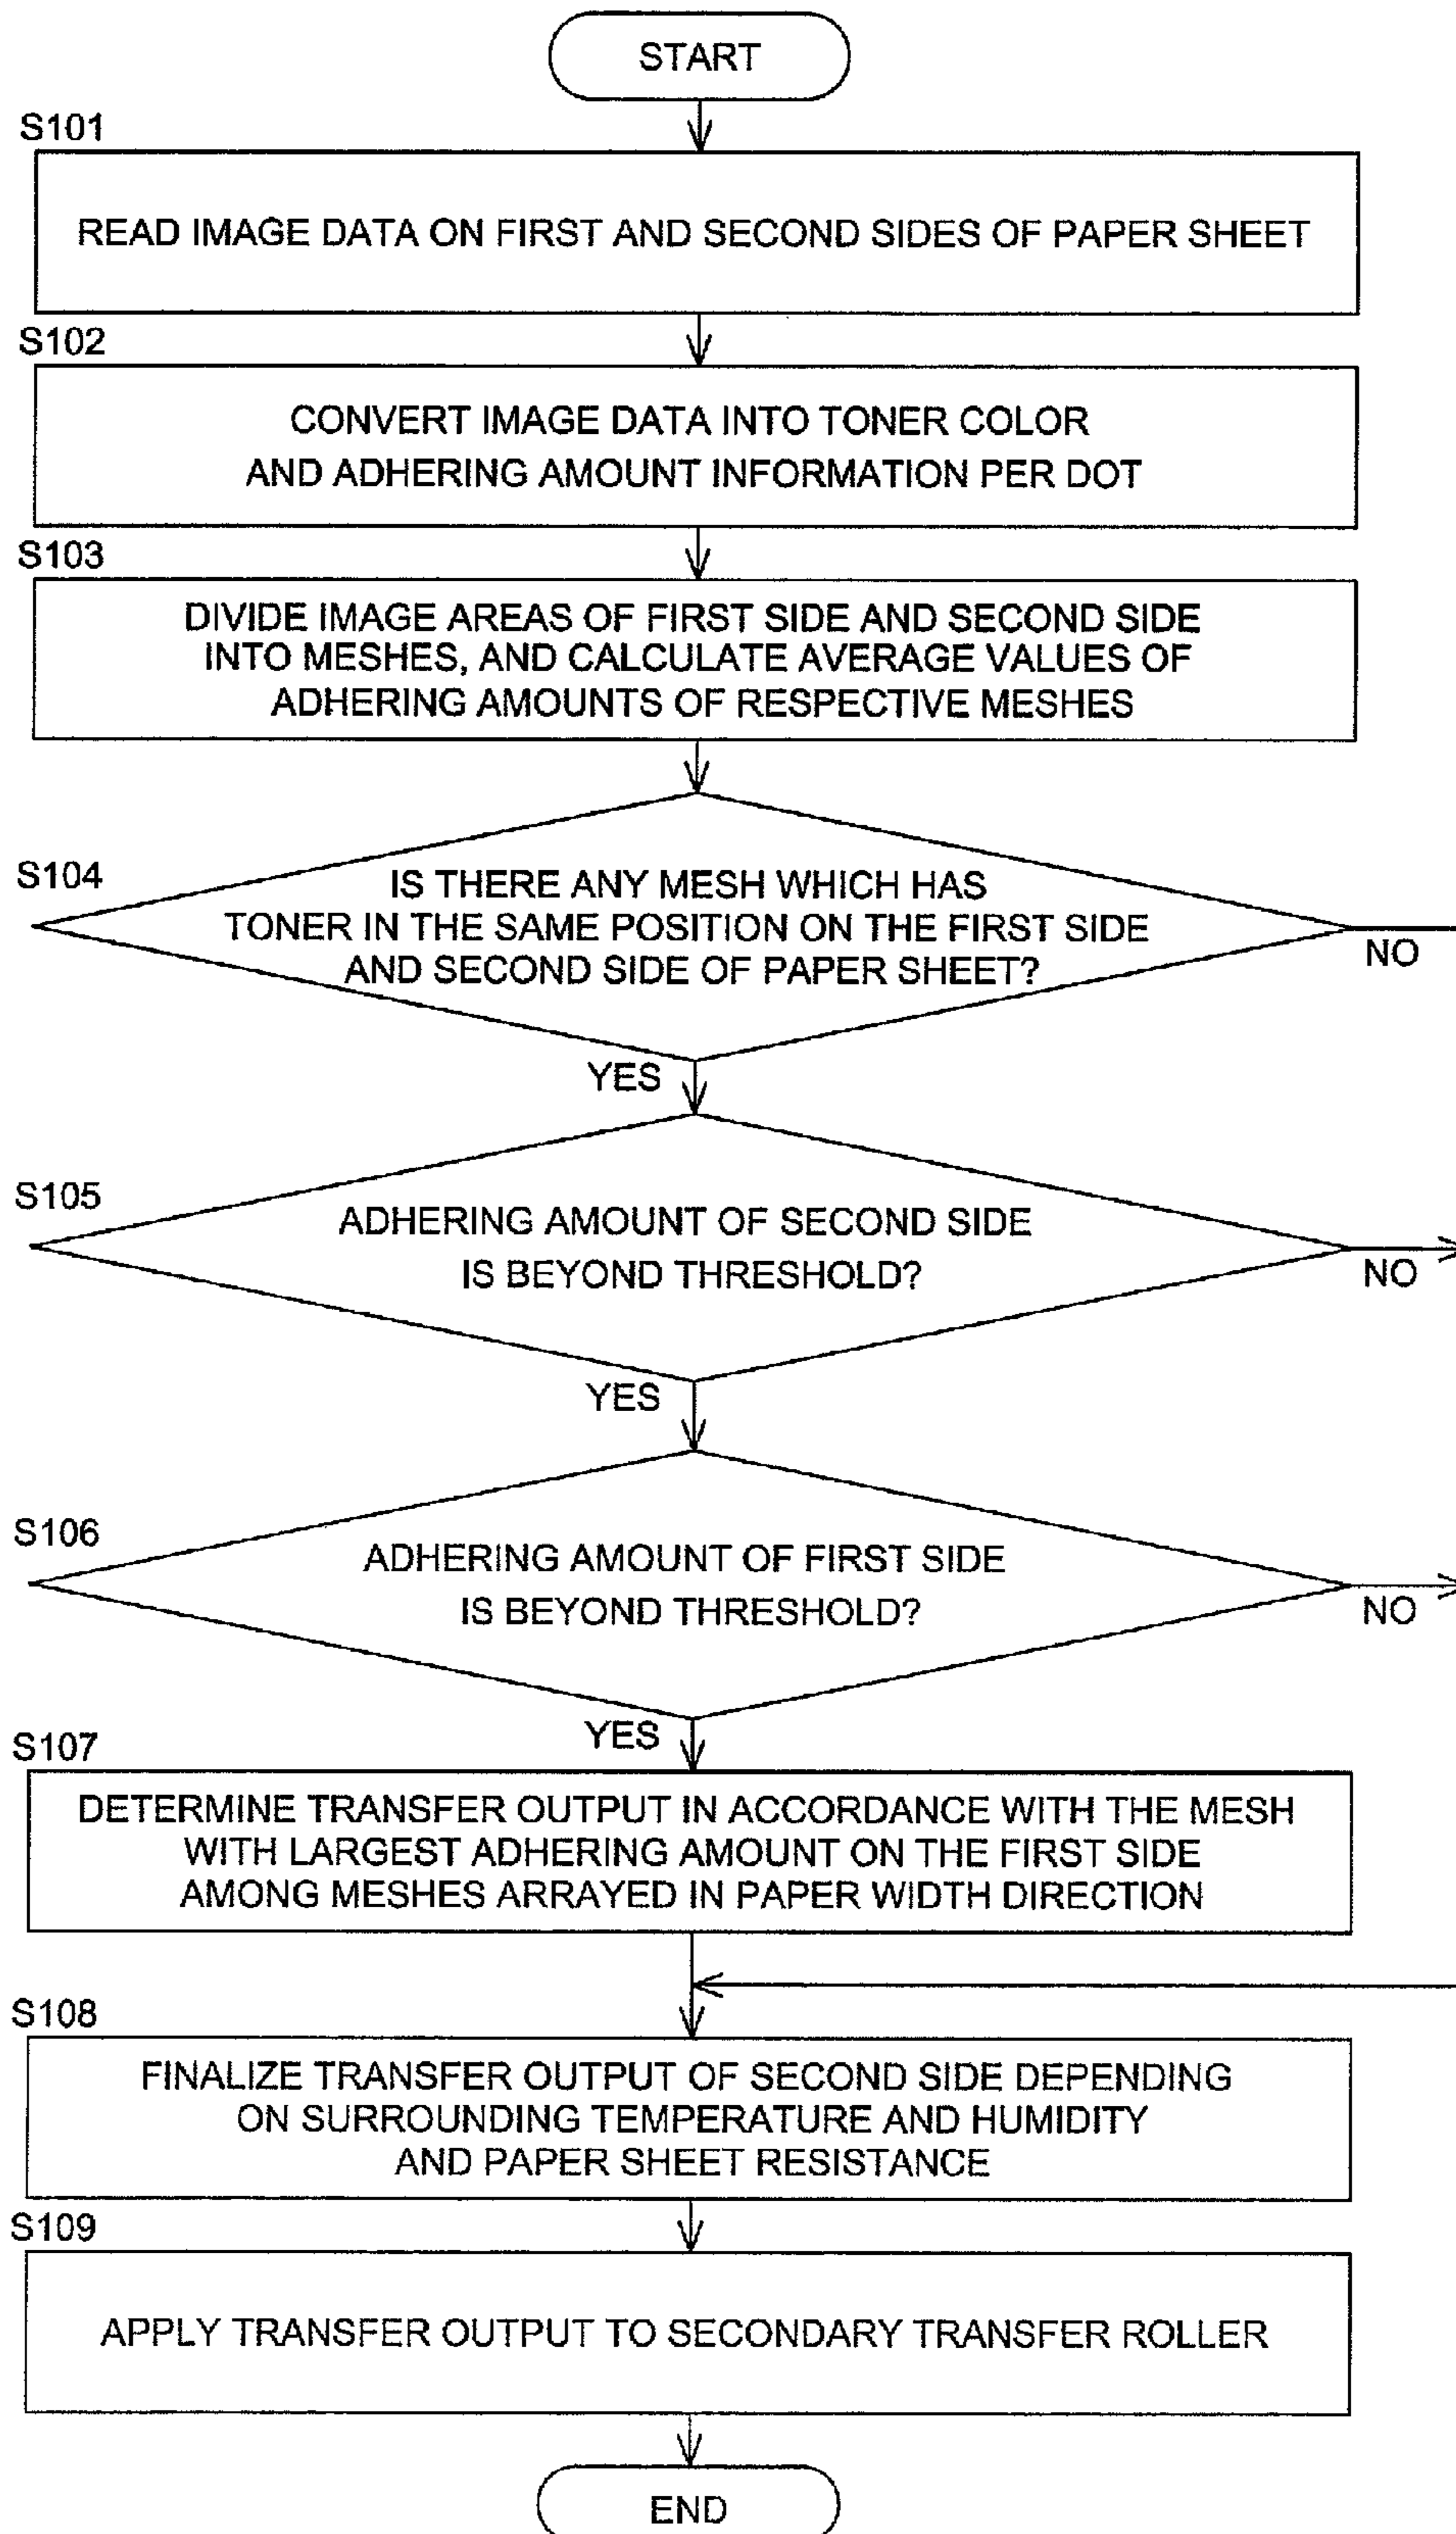 START
S101
READ IMAGE DATA ON FIRST AND SECOND SIDES OF PAPER SHEET
S102
CONVERT IMAGE DATA INTO TONER COLOR
AND ADHERING AMOUNT INFORMATION PER DOT
S103
DIVIDE IMAGE AREAS OF FIRST SIDE AND SECOND SIDE
INTO MESHES, AND CALCULATE AVERAGE VALUES OF
ADHERING AMOUNTS OF RESPECTIVE MESHES
S104
IS THERE ANY MESH WHICH HAS
TONER IN THE SAME POSITION ON THE FIRST SIDE
AND SECOND SIDE OF PAPER SHEET?
NO
YES
S105
ADHERING AMOUNT OF SECOND SIDE
IS BEYOND THRESHOLD?
NO
YES
S106
ADHERING AMOUNT OF FIRST SIDE
IS BEYOND THRESHOLD?
NO
YES
S107
DETERMINE TRANSFER OUTPUT IN ACCORDANCE WITH THE MESH
WITH LARGEST ADHERING AMOUNT ON THE FIRST SIDE
AMONG MESHES ARRAYED IN PAPER WIDTH DIRECTION
S108
FINALIZE TRANSFER OUTPUT OF SECOND SIDE DEPENDING
ON SURROUNDING TEMPERATURE AND HUMIDITY
AND PAPER SHEET RESISTANCE
S109
APPLY TRANSFER OUTPUT TO SECONDARY TRANSFER ROLLER
END